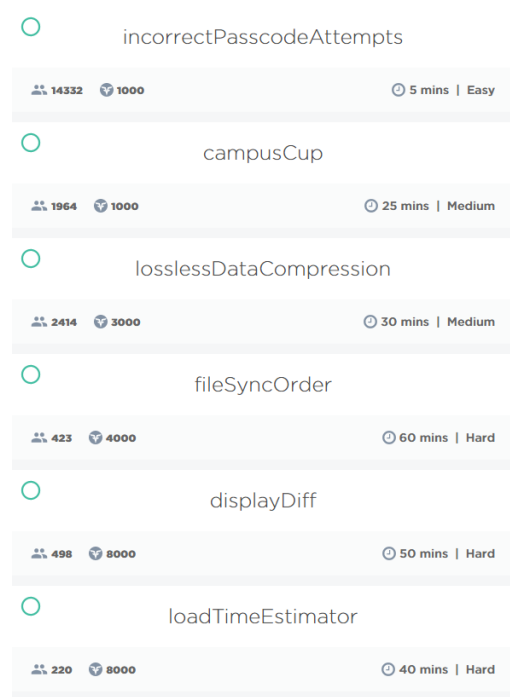 incorrectPasscodeAttempts
14332 1000 5 mins | Easy
campusCup
1964 1000 25 mins | Medium
losslessDataCompression
2414 3000 30 mins | Medium
fileSyncOrder
423 4000 60 mins | Hard
displayDiff
498 8000 50 mins | Hard
loadTimeEstimator
220 8000 40 mins | Hard